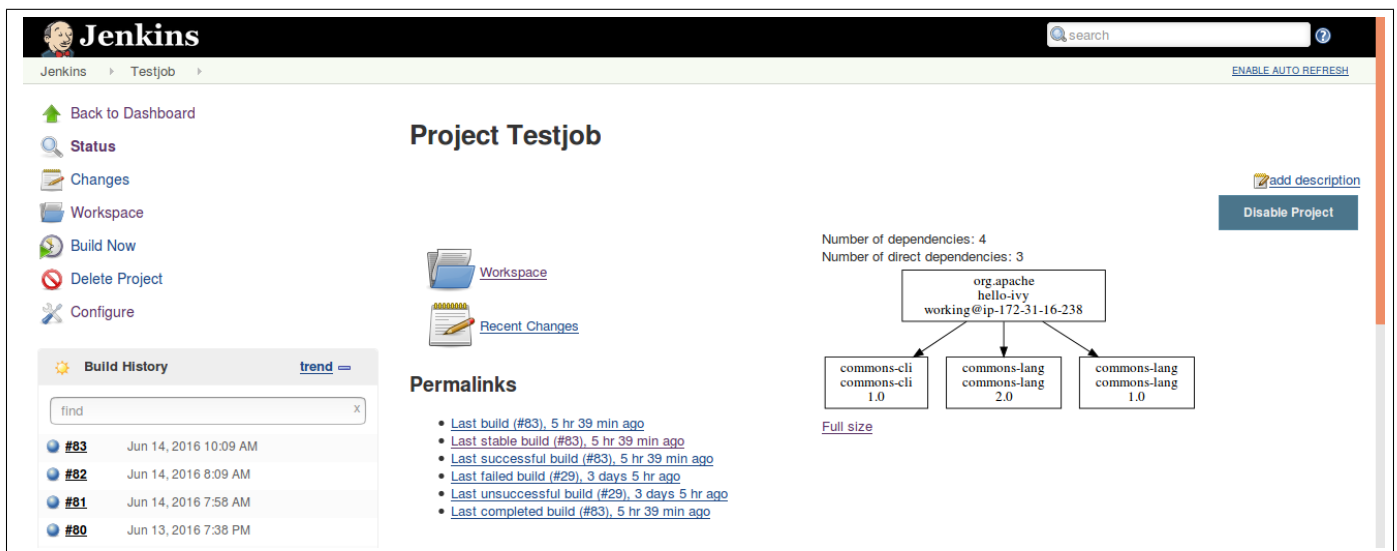 Jenkins
search
Jenkins Testjob
ENABLE AUTO REFRESH
Back to Dashboard
Status
Changes
Workspace
Build Now
Delete Project
Configure
Build History trend
find x
#83 Jun 14, 2016 10:09 AM
#82 Jun 14, 2016 8:09 AM
#81 Jun 14, 2016 7:58 AM
#80 Jun 13, 2016 7:38 PM
Project Testjob
add description
Disable Project
Workspace
Recent Changes
Permalinks
Last build (#83), 5 hr 39 min ago
Last stable build (#83), 5 hr 39 min ago
Last successful build (#83), 5 hr 39 min ago
Last failed build (#29), 3 days 5 hr ago
Last unsuccessful build (#29), 3 days 5 hr ago
Last completed build (#83), 5 hr 39 min ago
Number of dependencies: 4
Number of direct dependencies: 3
org.apache
hello-ivy
working@ip-172-31-16-238
commons-cli
commons-cli
1.0
commons-lang
commons-lang
2.0
commons-lang
commons-lang
1.0
Full size